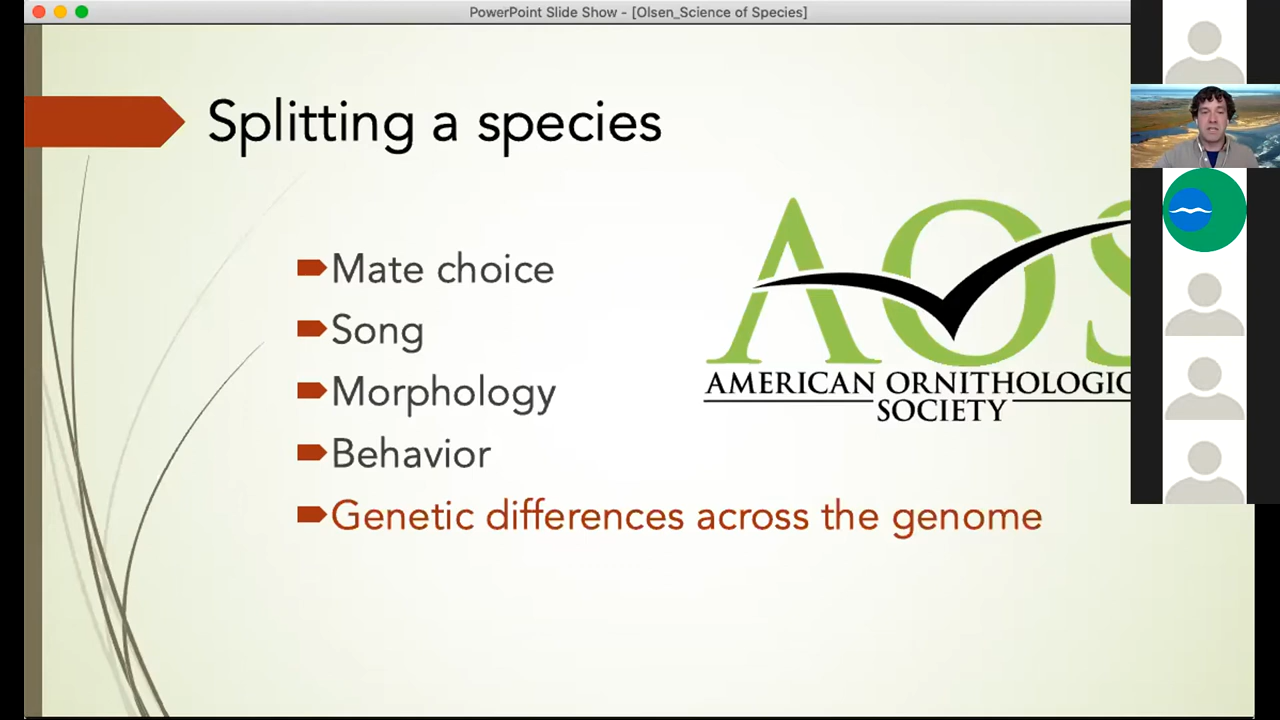 PowerPoint Slide Show - [Olsen_Science of Species]
Splitting a species
Mate choice
Song
Morphology
Behavior
Genetic differences across the genome
AOS
AMERICAN ORNITHOLOGIC
SOCIETY